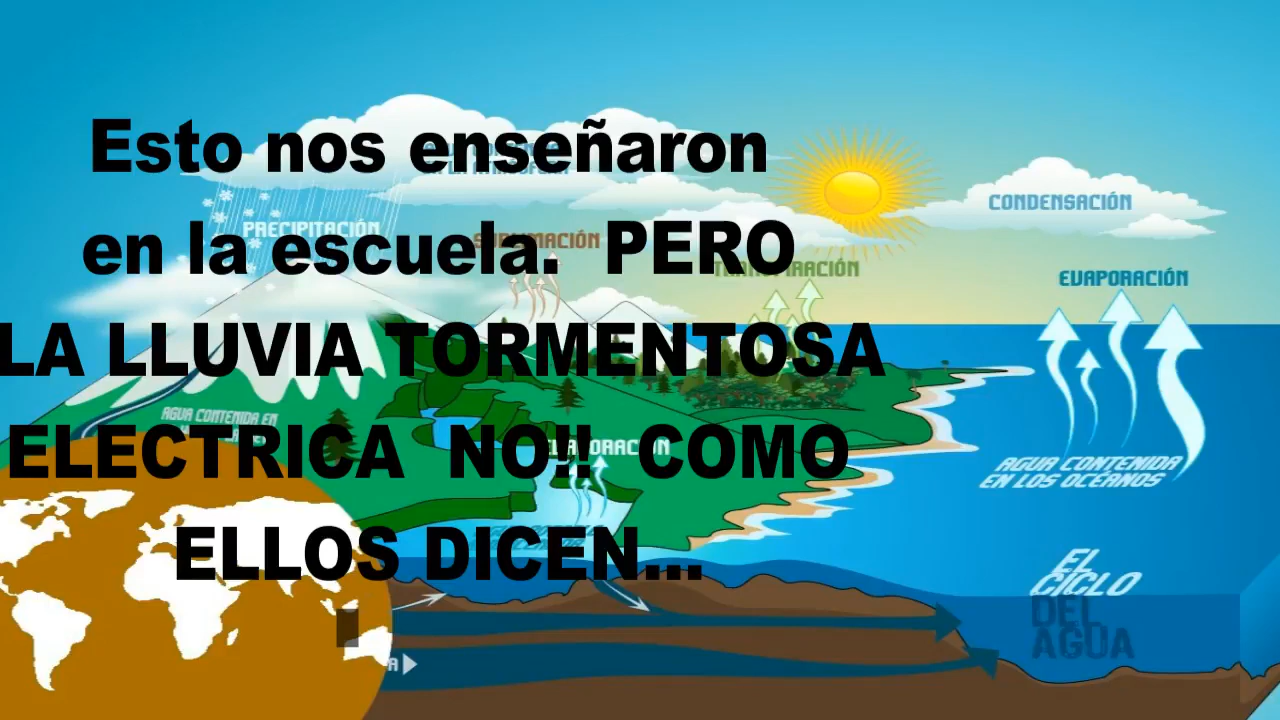 Esto nos enseñaron
en la escuela.  PERO
LA LLUVIA TORMENTOSA
ELECTRICA  NO!!  COMO
ELLOS DICEN...
PRECIPITACIÓN
CONDENSACIÓN
EVAPORACIÓN
AGUA CONTENIDA EN
AGUA CONTENIDA
EN LOS OCEANOS
EL
CICLO
DEL
AGUA